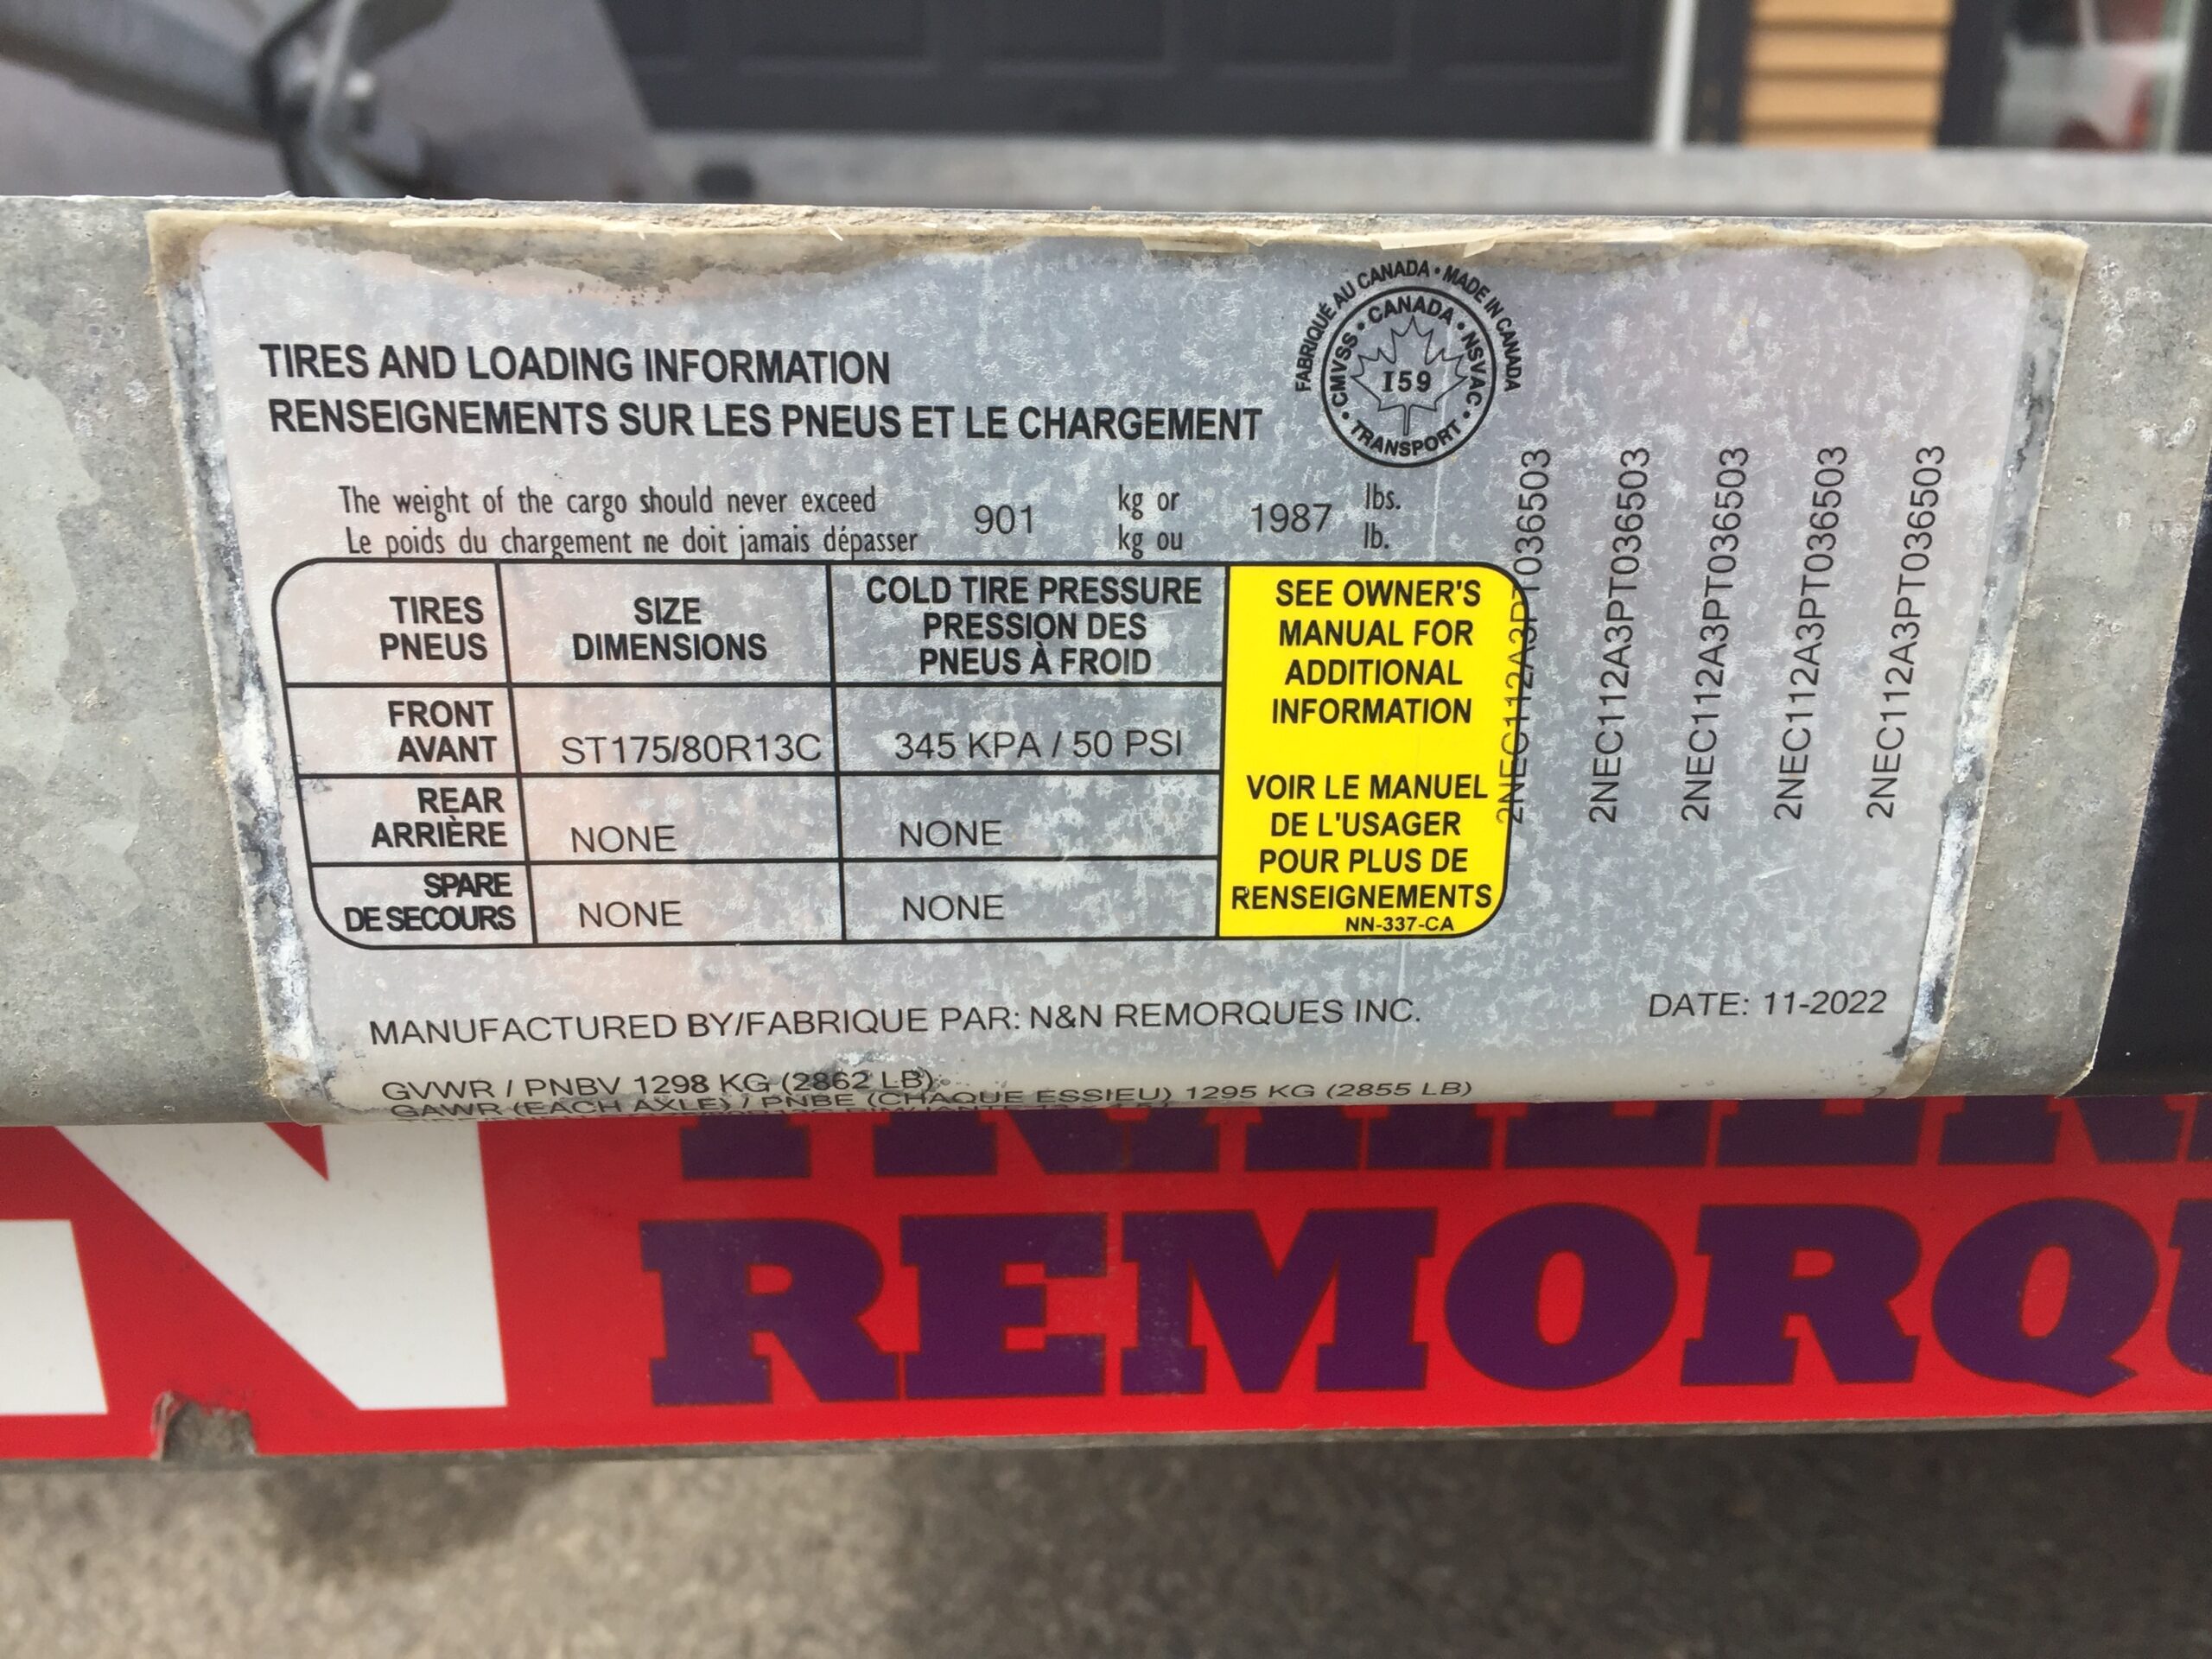 FABRIQUÉ AU CANADA • MADE IN CANADA
• CANADA •
CMVSS
NSVAC
I59
• TRANSPORT •
TIRES AND LOADING INFORMATION
RENSEIGNEMENTS SUR LES PNEUS ET LE CHARGEMENT
The weight of the cargo should never exceed 901 kg or 1987 lbs.
Le poids du chargement ne doit jamais dépasser kg ou lb.
TIRES
PNEUS
SIZE
DIMENSIONS
COLD TIRE PRESSURE
PRESSION DES
PNEUS À FROID
FRONT
AVANT
ST175/80R13C
345 KPA / 50 PSI
REAR
ARRIÈRE
NONE
NONE
SPARE
DE SECOURS
NONE
NONE
SEE OWNER'S
MANUAL FOR
ADDITIONAL
INFORMATION
VOIR LE MANUEL
DE L'USAGER
POUR PLUS DE
RENSEIGNEMENTS
NN-337-CA
2NEC112A3PT036503
2NEC112A3PT036503
2NEC112A3PT036503
2NEC112A3PT036503
2NEC112A3PT036503
MANUFACTURED BY/FABRIQUE PAR: N&N REMORQUES INC.
DATE: 11-2022
GVWR / PNBV 1298 KG (2862 LB)
GAWR (EACH AXLE) / PNBE (CHAQUE ESSIEU) 1295 KG (2855 LB)
N
REMORQU